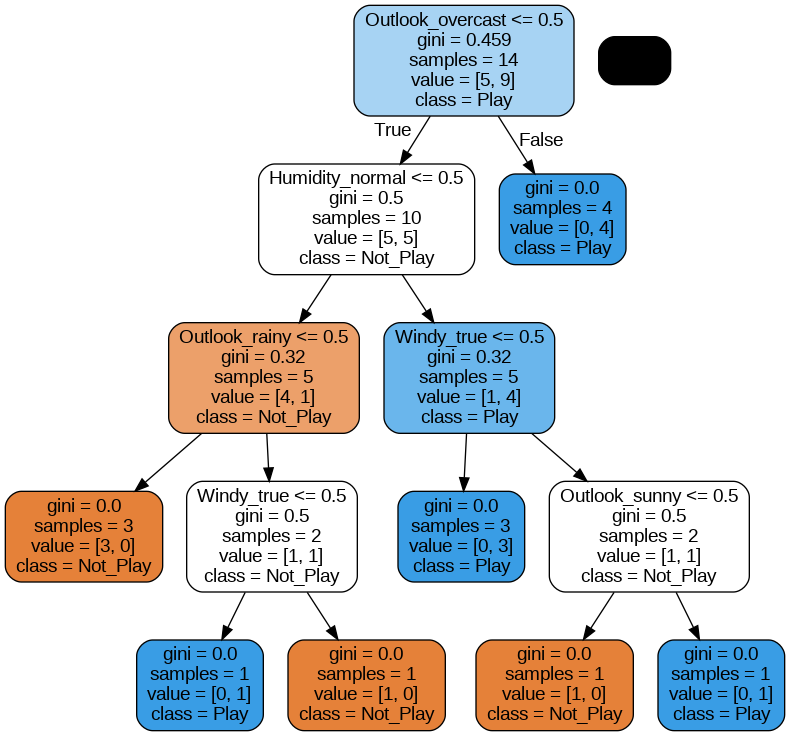 Outlook_overcast <= 0.5
gini = 0.459
samples = 14
value = [5, 9]
class = Play
True
False
Humidity_normal <= 0.5
gini = 0.5
samples = 10
value = [5, 5]
class = Not_Play
gini = 0.0
samples = 4
value = [0, 4]
class = Play
Outlook_rainy <= 0.5
gini = 0.32
samples = 5
value = [4, 1]
class = Not_Play
Windy_true <= 0.5
gini = 0.32
samples = 5
value = [1, 4]
class = Play
gini = 0.0
samples = 3
value = [3, 0]
class = Not_Play
Windy_true <= 0.5
gini = 0.5
samples = 2
value = [1, 1]
class = Not_Play
gini = 0.0
samples = 3
value = [0, 3]
class = Play
Outlook_sunny <= 0.5
gini = 0.5
samples = 2
value = [1, 1]
class = Not_Play
gini = 0.0
samples = 1
value = [0, 1]
class = Play
gini = 0.0
samples = 1
value = [1, 0]
class = Not_Play
gini = 0.0
samples = 1
value = [1, 0]
class = Not_Play
gini = 0.0
samples = 1
value = [0, 1]
class = Play